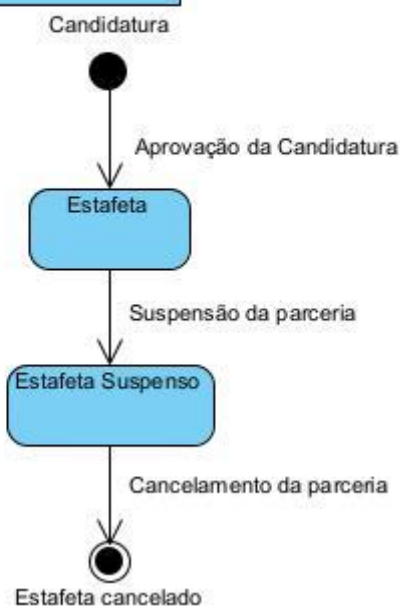 Candidatura
Aprovação da Candidatura
Estafeta
Suspensão da parceria
Estafeta Suspenso
Cancelamento da parceria
Estafeta cancelado